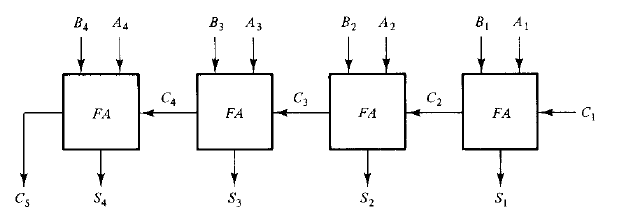 B₄ A₄ B₃ A₃ B₂ A₂ B₁ A₁
C₄ C₃ C₂
FA FA FA FA C₁
C₅ S₄ S₃ S₂ S₁